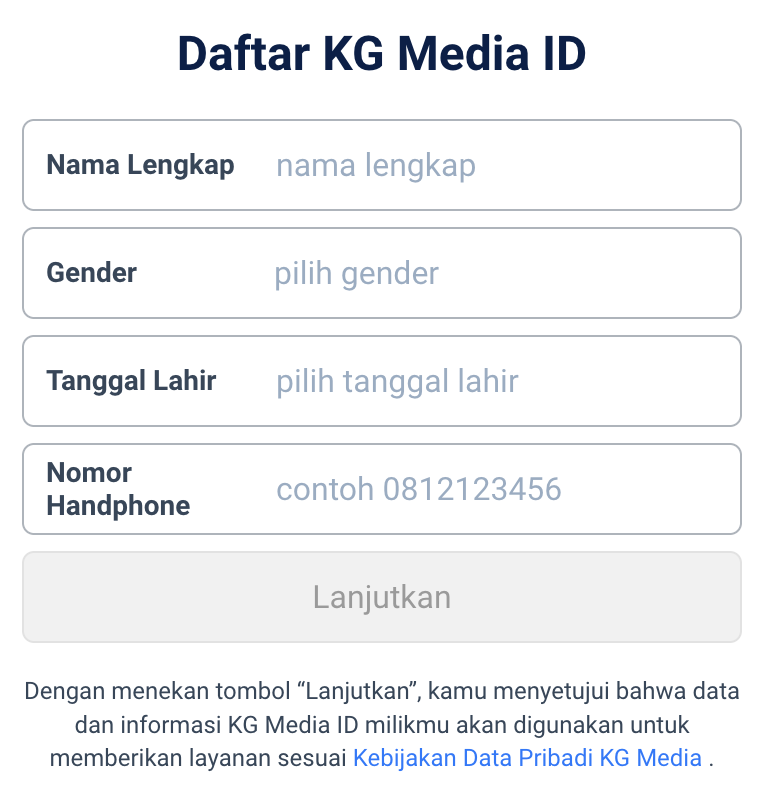 Daftar KG Media ID
Nama Lengkap nama lengkap
Gender pilih gender
Tanggal Lahir pilih tanggal lahir
Nomor
Handphone contoh 0812123456
Lanjutkan
Dengan menekan tombol “Lanjutkan”, kamu menyetujui bahwa data
dan informasi KG Media ID milikmu akan digunakan untuk
memberikan layanan sesuai Kebijakan Data Pribadi KG Media .